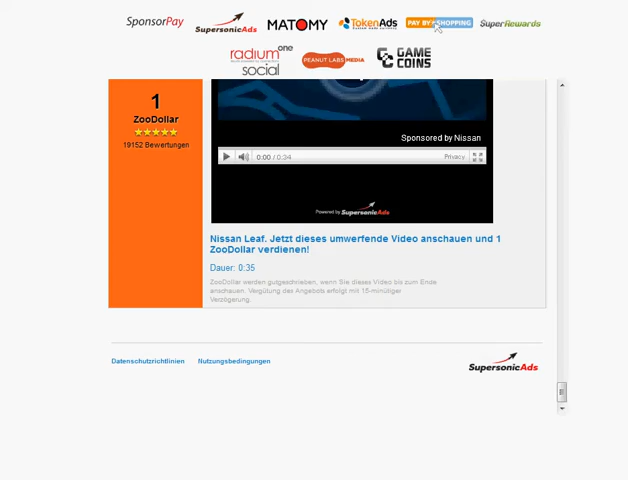 SponsorPay SupersonicAds MATOMY TokenAds PAY BY SHOPPING SuperRewards
radiumone social PEANUT LABS MEDIA GAME COINS
1
ZooDollar
19152 Bewertungen
Sponsored by Nissan
0:00 / 0:34 Privacy
Powered by SupersonicAds
Nissan Leaf. Jetzt dieses umwerfende Video anschauen und 1
ZooDollar verdienen!
Dauer: 0:35
ZooDollar werden gutgeschrieben, wenn Sie dieses Video bis zum Ende
anschauen. Vergütung des Angebots erfolgt mit 15-minütiger
Verzögerung.
Datenschutzrichtlinien Nutzungsbedingungen
SupersonicAds